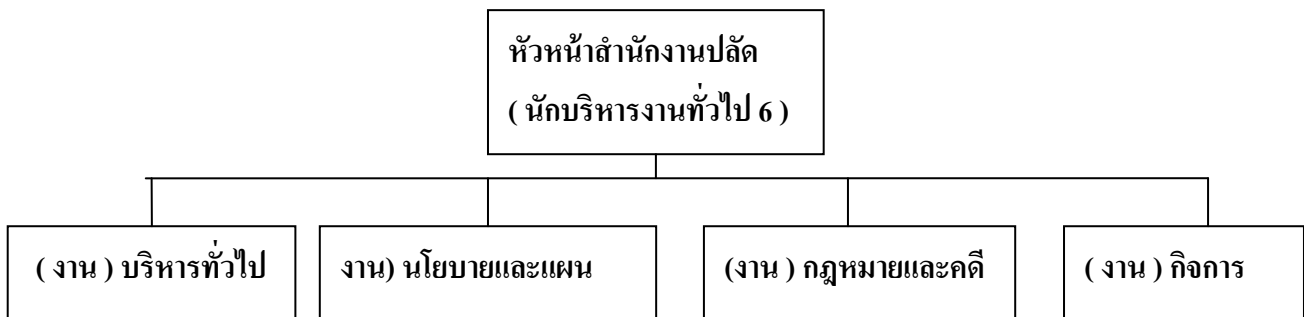 หัวหน้าสำนักงานปลัด
( นักบริหารงานทั่วไป 6 )
( งาน ) บริหารทั่วไป
งาน) นโยบายและแผน
(งาน ) กฎหมายและคดี
( งาน ) กิจการ